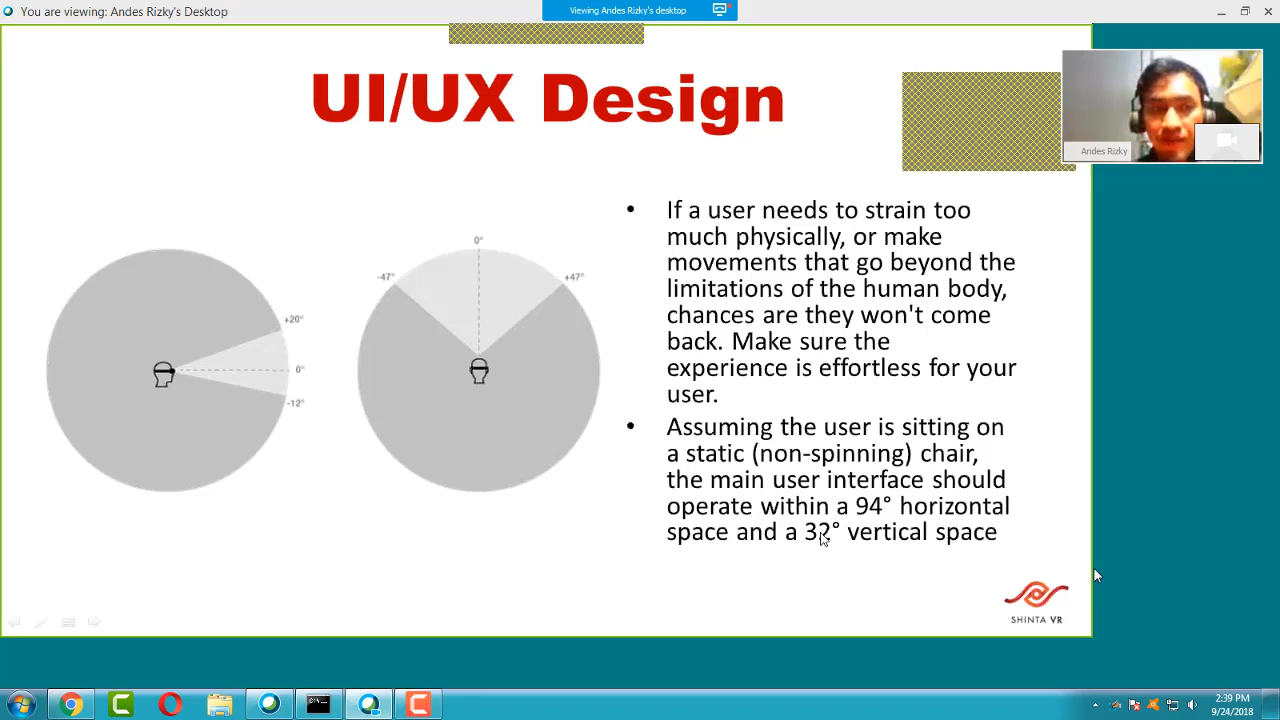 You are viewing: Andes Rizky's Desktop
Viewing Andes Rizky's desktop
UI/UX Design
Andes Rizky
• If a user needs to strain too
much physically, or make
movements that go beyond the
limitations of the human body,
chances are they won't come
back. Make sure the
experience is effortless for your
user.
• Assuming the user is sitting on
a static (non-spinning) chair,
the main user interface should
operate within a 94° horizontal
space and a 32° vertical space
+20°
0°
-12°
0°
-47°
+47°
SHINTA VR
2:39 PM
9/24/2018